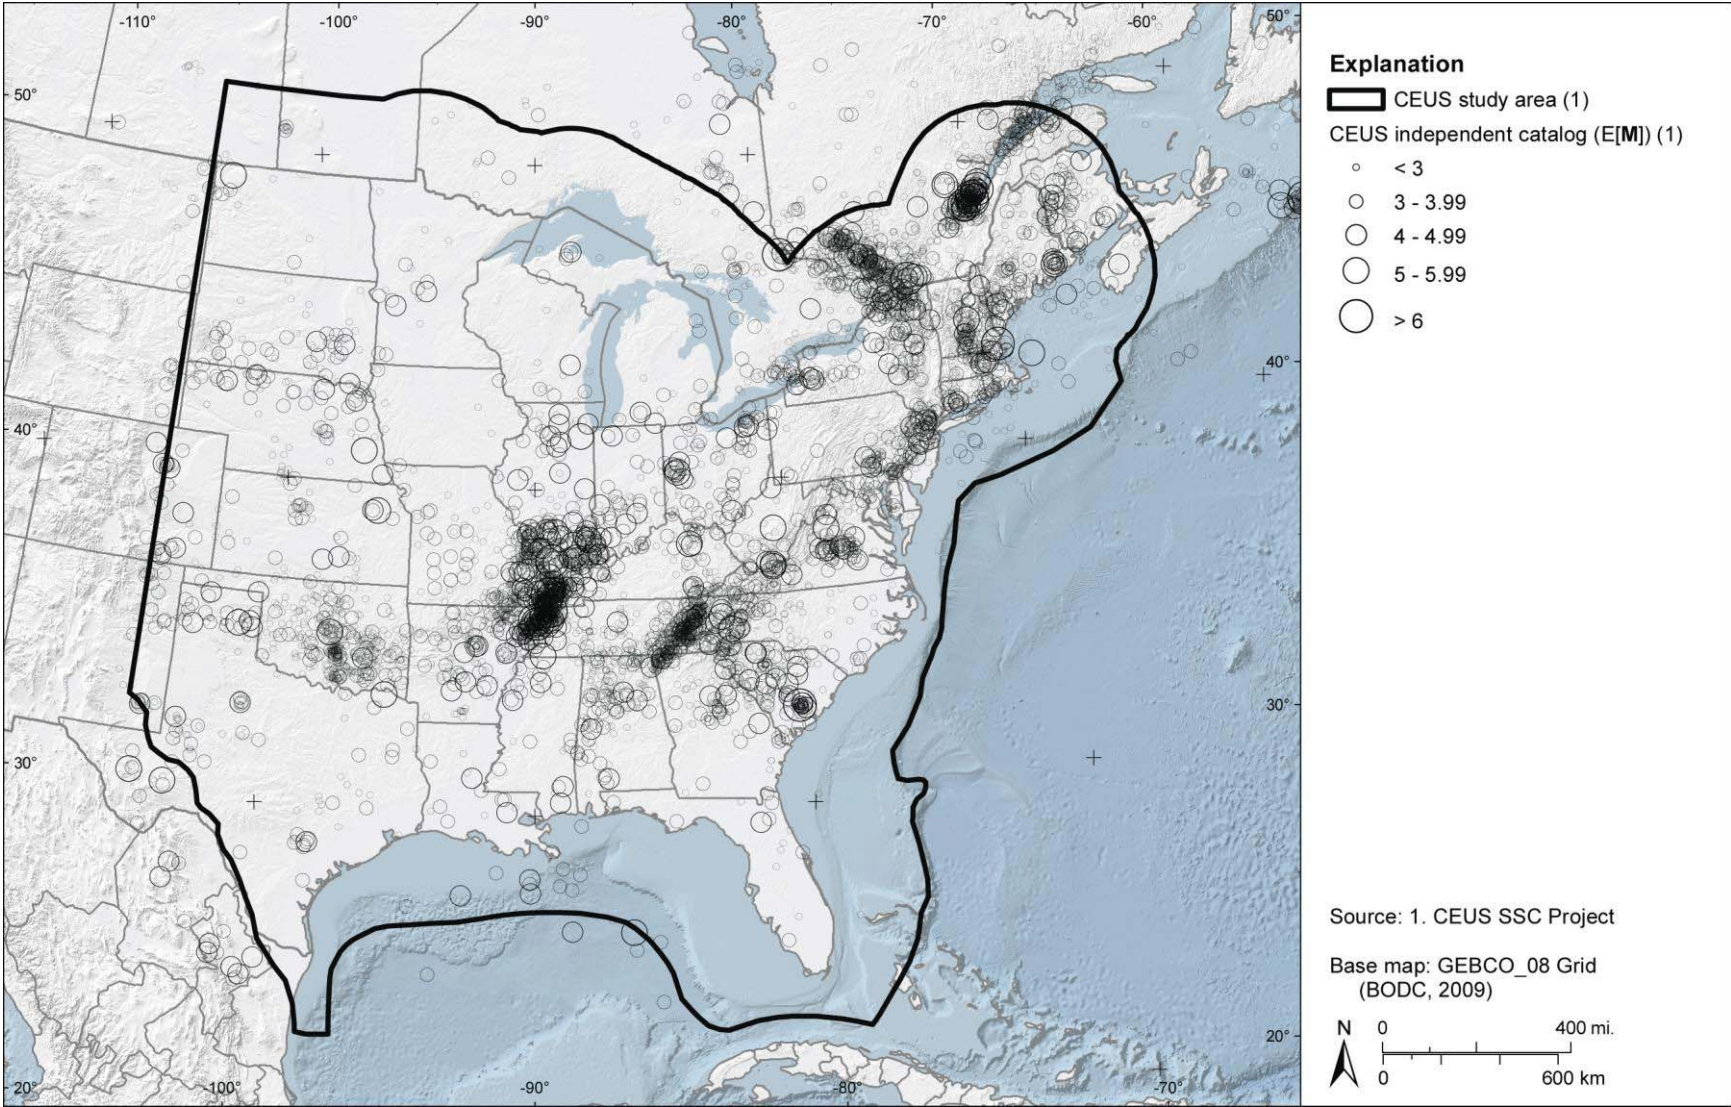 -110° -100° -90° -80° -70° -60° 50°
50°
40°
40°
30°
30°
20°
20° -100° -90° -80° -70°
Explanation
CEUS study area (1)
CEUS independent catalog (E[M]) (1)
< 3
3 - 3.99
4 - 4.99
5 - 5.99
> 6
Source: 1. CEUS SSC Project
Base map: GEBCO_08 Grid
(BODC, 2009)
N 0 400 mi.
0 600 km